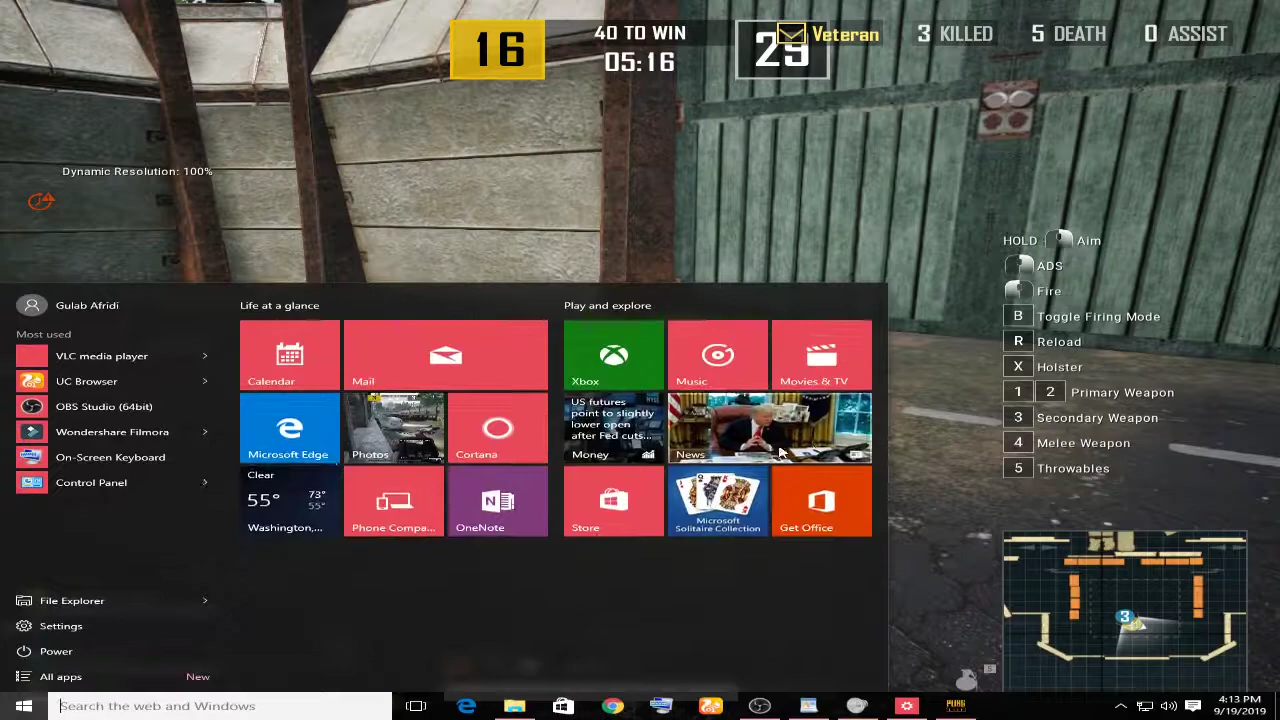 16
40 TO WIN
05:16
29
Veteran
3 KILLED
5 DEATH
0 ASSIST
Dynamic Resolution: 100%
HOLD Aim
ADS
Fire
B Toggle Firing Mode
R Reload
X Holster
1 2 Primary Weapon
3 Secondary Weapon
4 Melee Weapon
5 Throwables
3
5
Gulab Afridi
Most used
VLC media player
UC Browser
OBS Studio (64bit)
Wondershare Filmora
On-Screen Keyboard
Control Panel
File Explorer
Settings
Power
All apps New
Life at a glance
Calendar
Mail
Microsoft Edge
Photos
Cortana
Clear
55° 73°
55°
Washington,...
Phone Compa...
OneNote
Play and explore
Xbox
Music
Movies & TV
US futures
point to slightly
lower open
after Fed cuts...
Money
News
Store
Microsoft
Solitaire Collection
Get Office
Search the web and Windows
PUBG
4:13 PM
9/19/2019